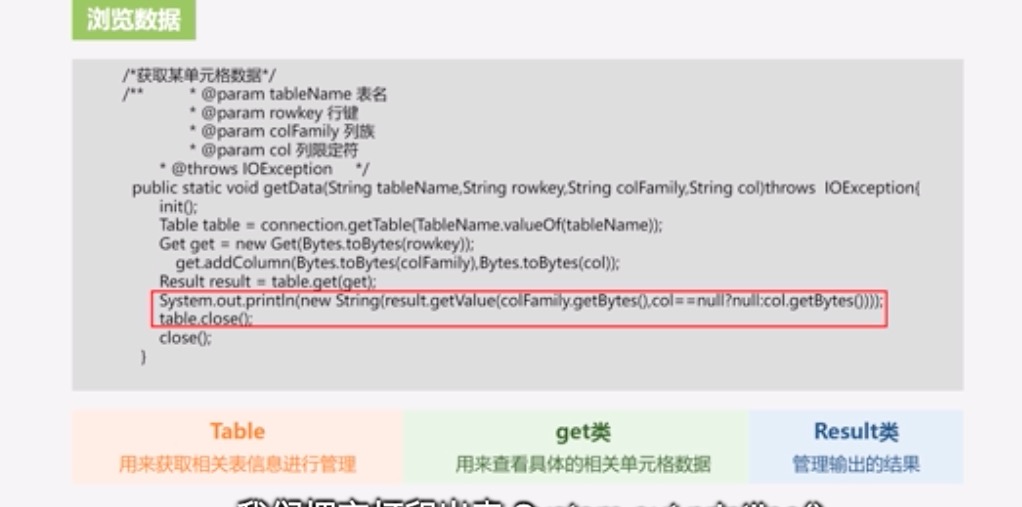 浏览数据
/*获取某单元格数据*/
/** * @param tableName 表名
* @param rowkey 行键
* @param colFamily 列族
* @param col 列限定符
* @throws IOException */
public static void getData(String tableName,String rowkey,String colFamily,String col)throws IOException{
init();
Table table = connection.getTable(TableName.valueOf(tableName));
Get get = new Get(Bytes.toBytes(rowkey));
get.addColumn(Bytes.toBytes(colFamily),Bytes.toBytes(col));
Result result = table.get(get);
System.out.println(new String(result.getValue(colFamily.getBytes(),col==null?null:col.getBytes())));
table.close();
close();
}
Table
用来获取相关表信息进行管理
get类
用来查看具体的相关单元格数据
Result类
管理输出的结果